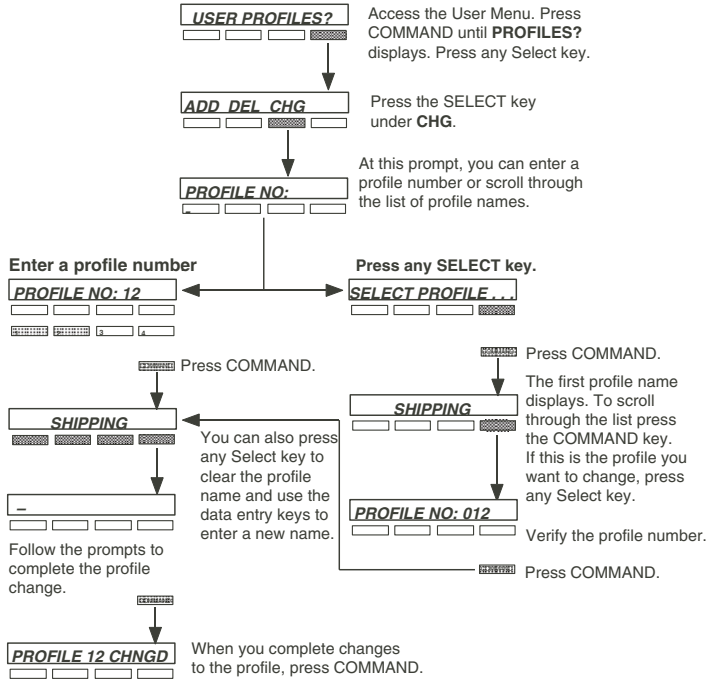 USER PROFILES?
Access the User Menu. Press
COMMAND until PROFILES?
displays. Press any Select key.
ADD DEL CHG
Press the SELECT key
under CHG.
PROFILE NO:
_
At this prompt, you can enter a
profile number or scroll through
the list of profile names.
Enter a profile number
PROFILE NO: 12
1 2 3 4
COMMAND Press COMMAND.
SHIPPING
You can also press
any Select key to
clear the profile
name and use the
data entry keys to
enter a new name.
_
Follow the prompts to
complete the profile
change.
COMMAND
PROFILE 12 CHNGD
When you complete changes
to the profile, press COMMAND.
Press any SELECT key.
SELECT PROFILE . . .
COMMAND Press COMMAND.
SHIPPING
The first profile name
displays. To scroll
through the list press
the COMMAND key.
If this is the profile you
want to change, press
any Select key.
PROFILE NO: 012
Verify the profile number.
COMMAND Press COMMAND.